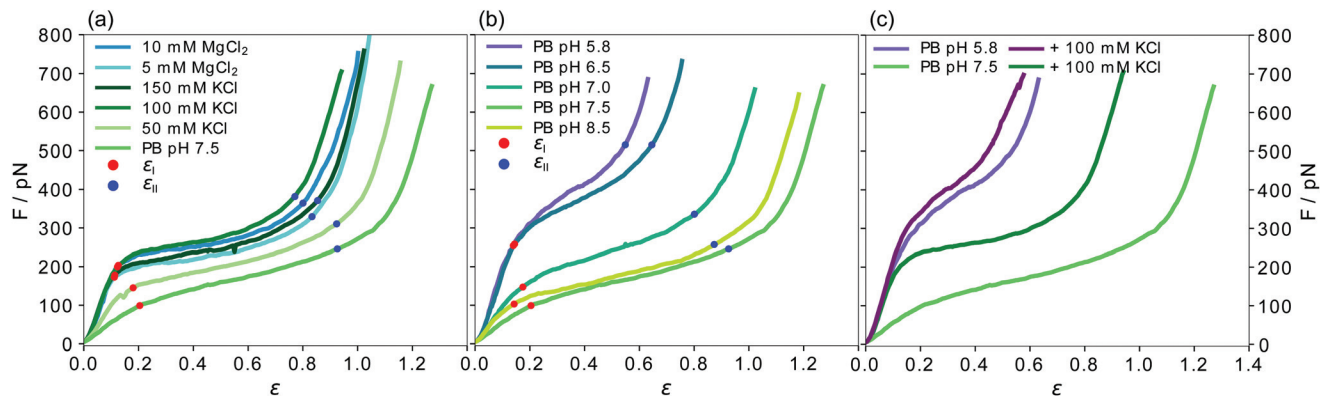 (a)
10 mM MgCl₂
5 mM MgCl₂
150 mM KCl
100 mM KCl
50 mM KCl
PB pH 7.5
ε_I
ε_II
F / pN
800
700
600
500
400
300
200
100
0
0.0 0.2 0.4 0.6 0.8 1.0 1.2
ε
(b)
PB pH 5.8
PB pH 6.5
PB pH 7.0
PB pH 7.5
PB pH 8.5
ε_I
ε_II
0.0 0.2 0.4 0.6 0.8 1.0 1.2
ε
(c)
PB pH 5.8 + 100 mM KCl
PB pH 7.5 + 100 mM KCl
800
700
600
500
400
300
200
100
0
F / pN
0.0 0.2 0.4 0.6 0.8 1.0 1.2 1.4
ε